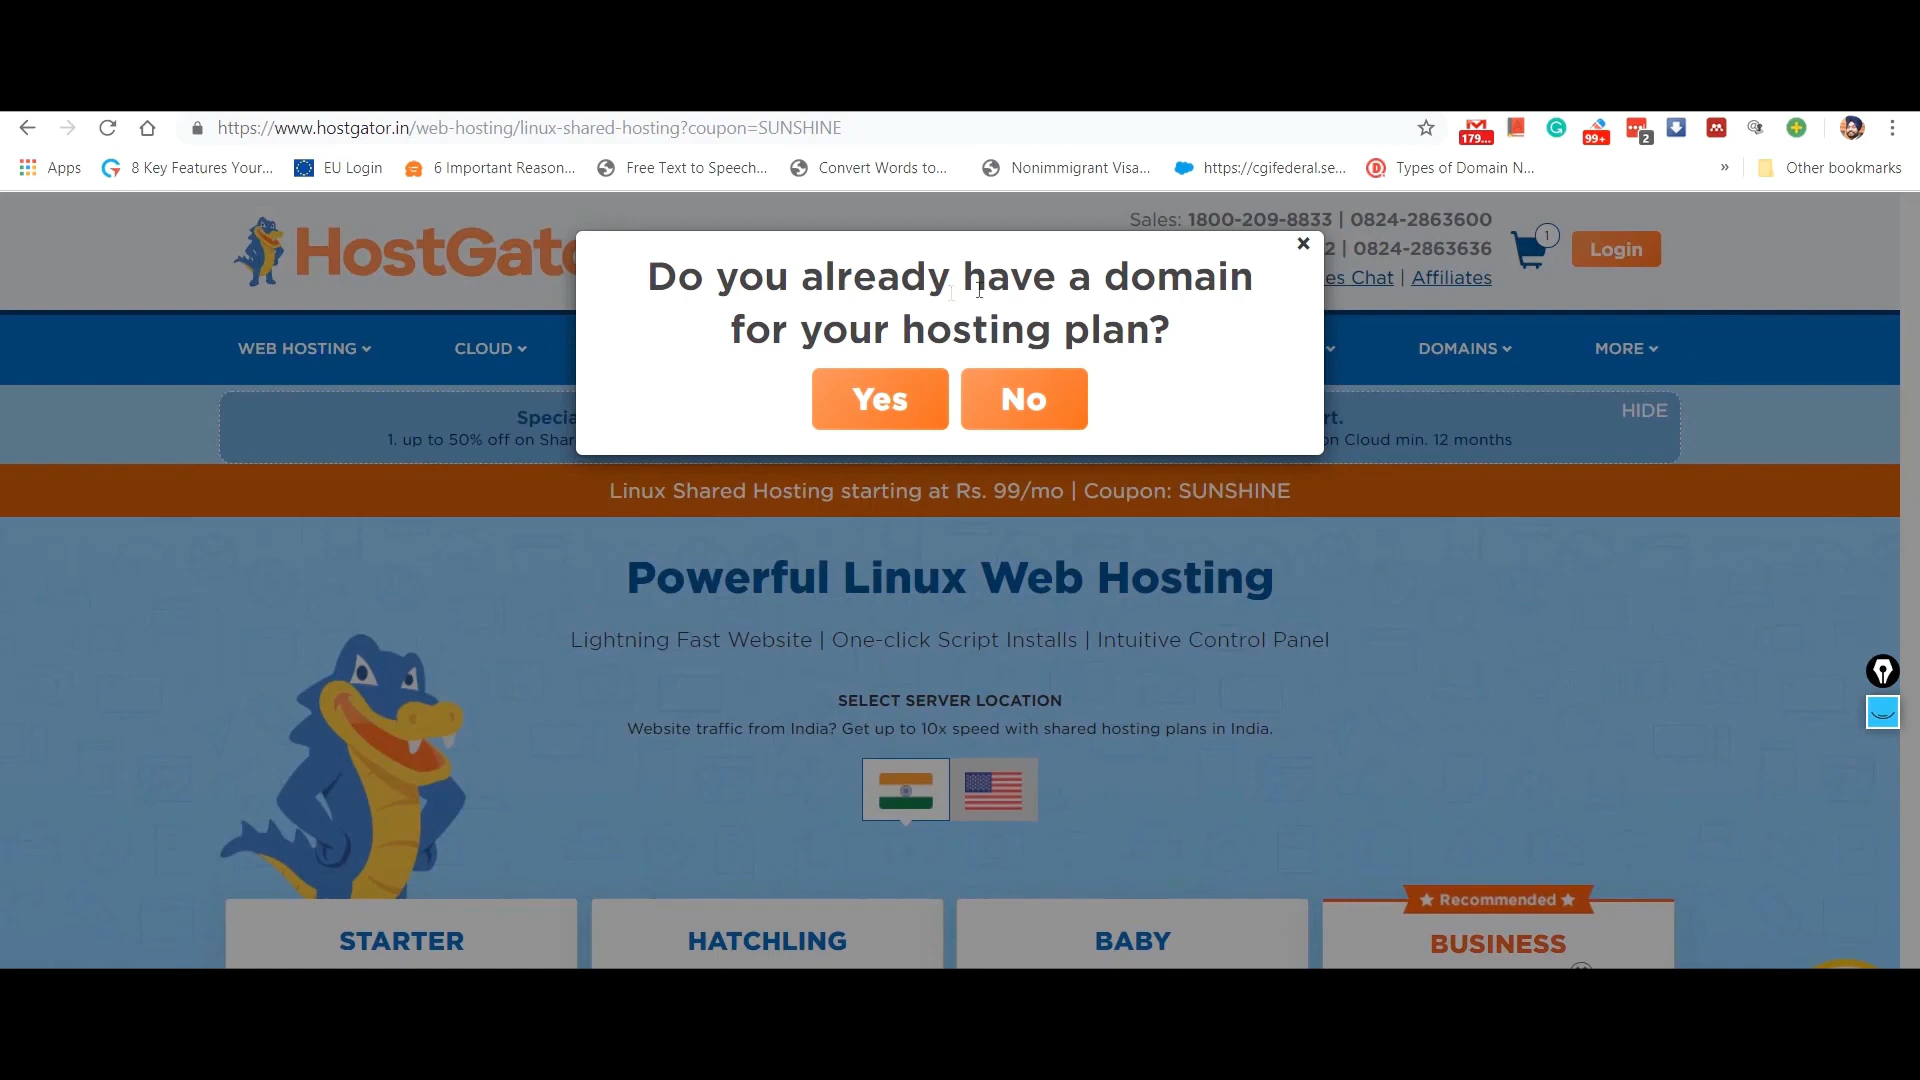 https://www.hostgator.in/web-hosting/linux-shared-hosting?coupon=SUNSHINE
179...
99+
2
Apps
8 Key Features Your...
EU Login
6 Important Reason...
Free Text to Speech...
Convert Words to...
Nonimmigrant Visa...
https://cgifederal.se...
Types of Domain N...
»
Other bookmarks
Sales: 1800-209-8833 | 0824-2863600
2 | 0824-2863636
es Chat | Affiliates
1
Login
Do you already have a domain
for your hosting plan?
Yes
No
WEB HOSTING
CLOUD
DOMAINS
MORE
HIDE
1. up to 50% off on
on Cloud min. 12 months
Linux Shared Hosting starting at Rs. 99/mo | Coupon: SUNSHINE
Powerful Linux Web Hosting
Lightning Fast Website | One-click Script Installs | Intuitive Control Panel
SELECT SERVER LOCATION
Website traffic from India? Get up to 10x speed with shared hosting plans in India.
Recommended
STARTER
HATCHLING
BABY
BUSINESS